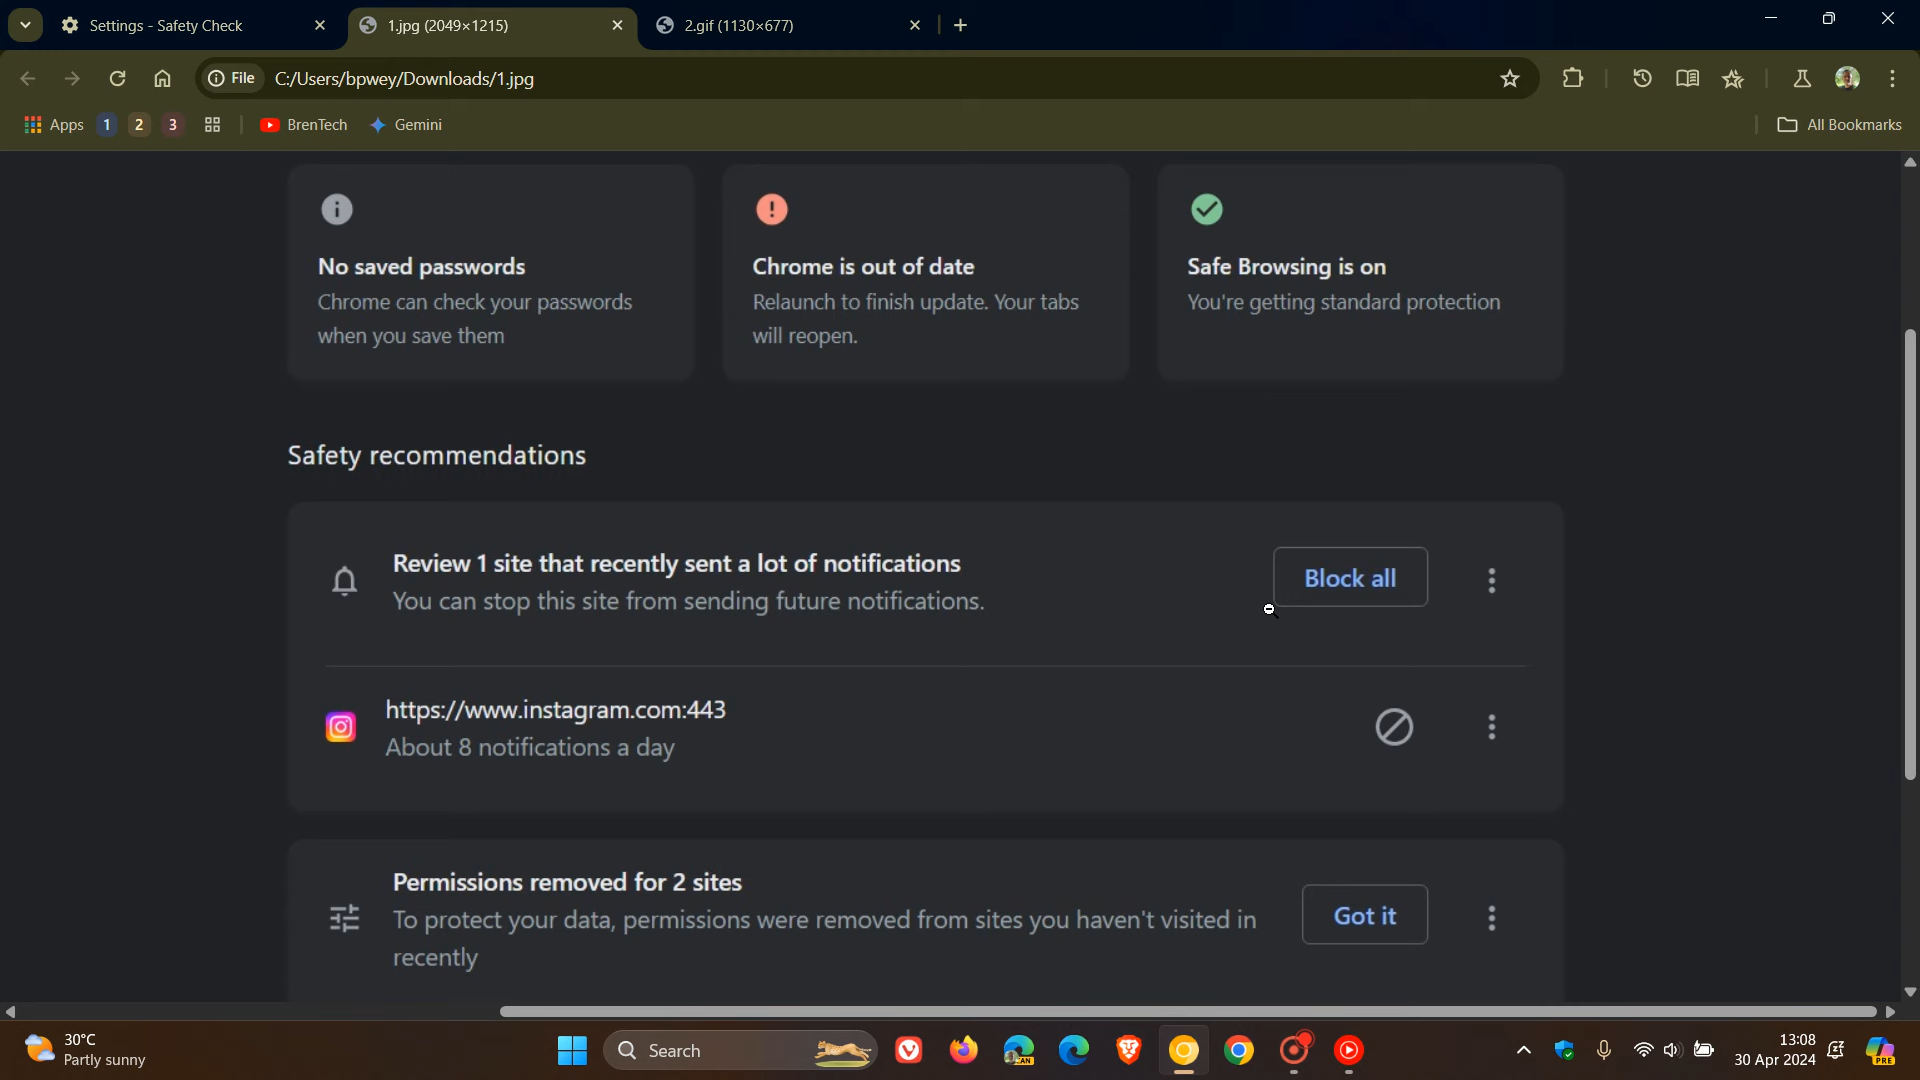 Settings - Safety Check
1.jpg (2049×1215)
2.gif (1130×677)
File
C:/Users/bpwey/Downloads/1.jpg
Apps
1
2
3
BrenTech
Gemini
All Bookmarks
No saved passwords
Chrome can check your passwords
when you save them
Chrome is out of date
Relaunch to finish update. Your tabs
will reopen.
Safe Browsing is on
You're getting standard protection
Safety recommendations
Review 1 site that recently sent a lot of notifications
You can stop this site from sending future notifications.
Block all
https://www.instagram.com:443
About 8 notifications a day
Permissions removed for 2 sites
To protect your data, permissions were removed from sites you haven't visited in
recently
Got it
30°C
Partly sunny
Search
CAN
13:08
30 Apr 2024
PRE